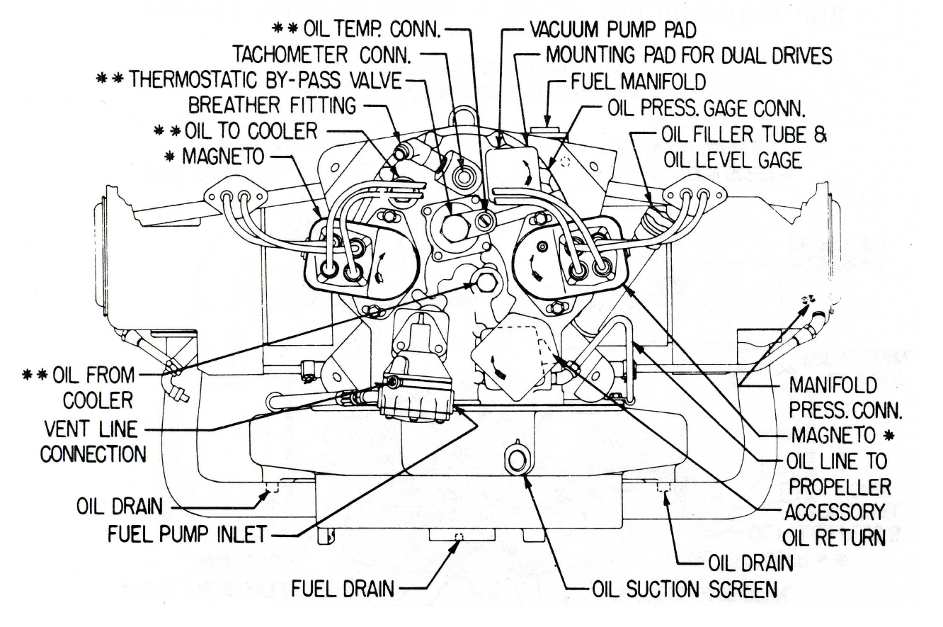 ** OIL TEMP. CONN.
TACHOMETER CONN.
** THERMOSTATIC BY-PASS VALVE
BREATHER FITTING
** OIL TO COOLER
* MAGNETO
VACUUM PUMP PAD
MOUNTING PAD FOR DUAL DRIVES
FUEL MANIFOLD
OIL PRESS. GAGE CONN.
OIL FILLER TUBE &
OIL LEVEL GAGE
** OIL FROM
COOLER
VENT LINE
CONNECTION
OIL DRAIN
FUEL PUMP INLET
FUEL DRAIN
MANIFOLD
PRESS. CONN.
MAGNETO *
OIL LINE TO
PROPELLER
ACCESSORY
OIL RETURN
OIL DRAIN
OIL SUCTION SCREEN